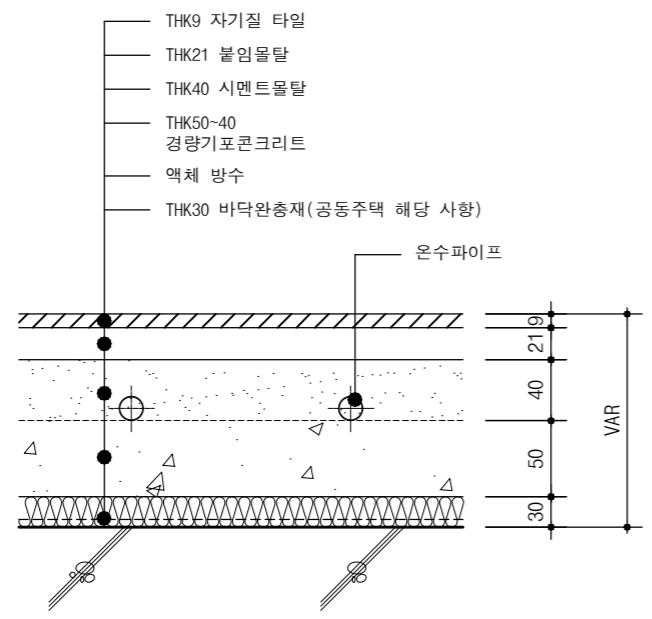 THK9 자기질 타일
THK21 붙임몰탈
THK40 시멘트몰탈
THK50~40
경량기포콘크리트
액체 방수
THK30 바닥완충재(공동주택 해당 사항)
온수파이프
9
21
40
50
30
VAR